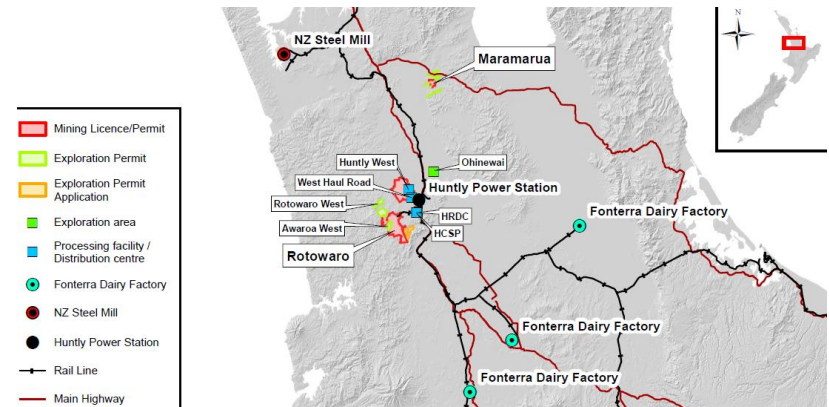 NZ Steel Mill
Maramarua
N
Mining Licence/Permit
Exploration Permit
Exploration Permit
Application
Exploration area
Processing facility /
Distribution centre
Fonterra Dairy Factory
NZ Steel Mill
Huntly Power Station
Rail Line
Main Highway
Huntly West
Ohinewai
West Haul Road
Huntly Power Station
Rotowaro West
HRDC
Awaroa West
HCSP
Rotowaro
Fonterra Dairy Factory
Fonterra Dairy Factory
Fonterra Dairy Factory